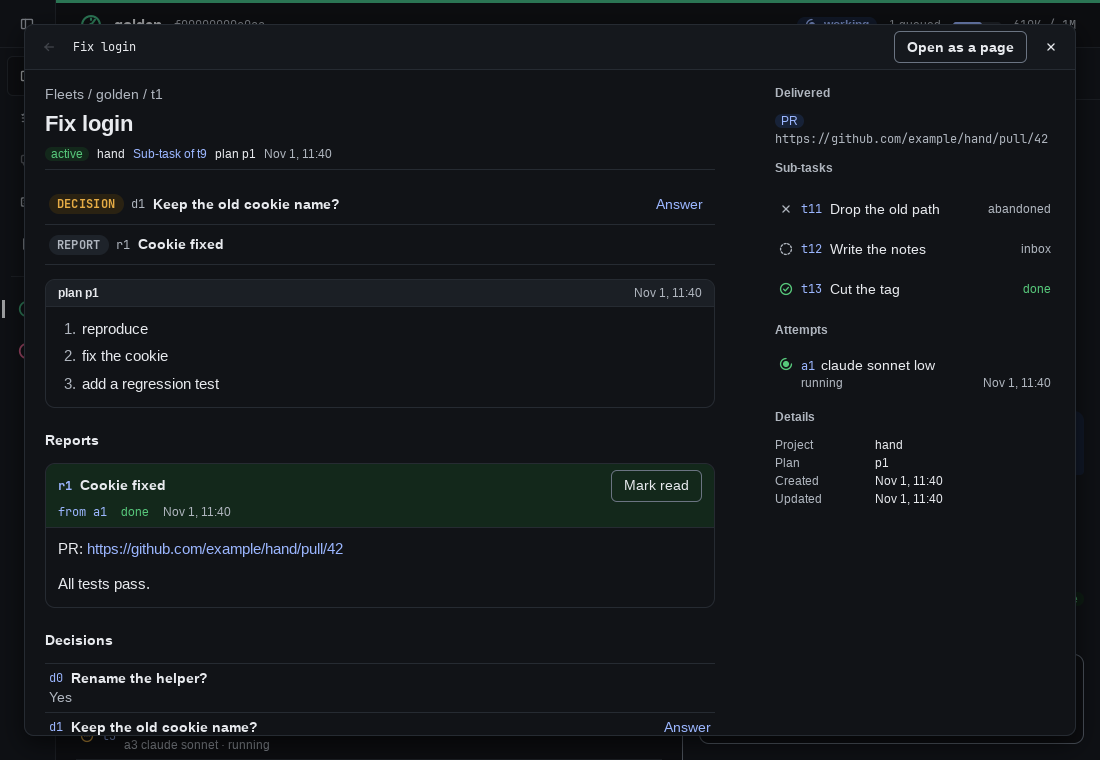 Fix login
Open as a page
Fleets / golden / t1
Fix login
active hand Sub-task of t9 plan p1 Nov 1, 11:40
DECISION d1 Keep the old cookie name? Answer
REPORT r1 Cookie fixed
plan p1 Nov 1, 11:40
1. reproduce
2. fix the cookie
3. add a regression test
Reports
r1 Cookie fixed Mark read
from a1 done Nov 1, 11:40
PR: https://github.com/example/hand/pull/42
All tests pass.
Decisions
d0 Rename the helper?
Yes
d1 Keep the old cookie name? Answer
Delivered
PR
https://github.com/example/hand/pull/42
Sub-tasks
t11 Drop the old path abandoned
t12 Write the notes inbox
t13 Cut the tag done
Attempts
a1 claude sonnet low
running Nov 1, 11:40
Details
Project hand
Plan p1
Created Nov 1, 11:40
Updated Nov 1, 11:40
a3 claude sonnet · running